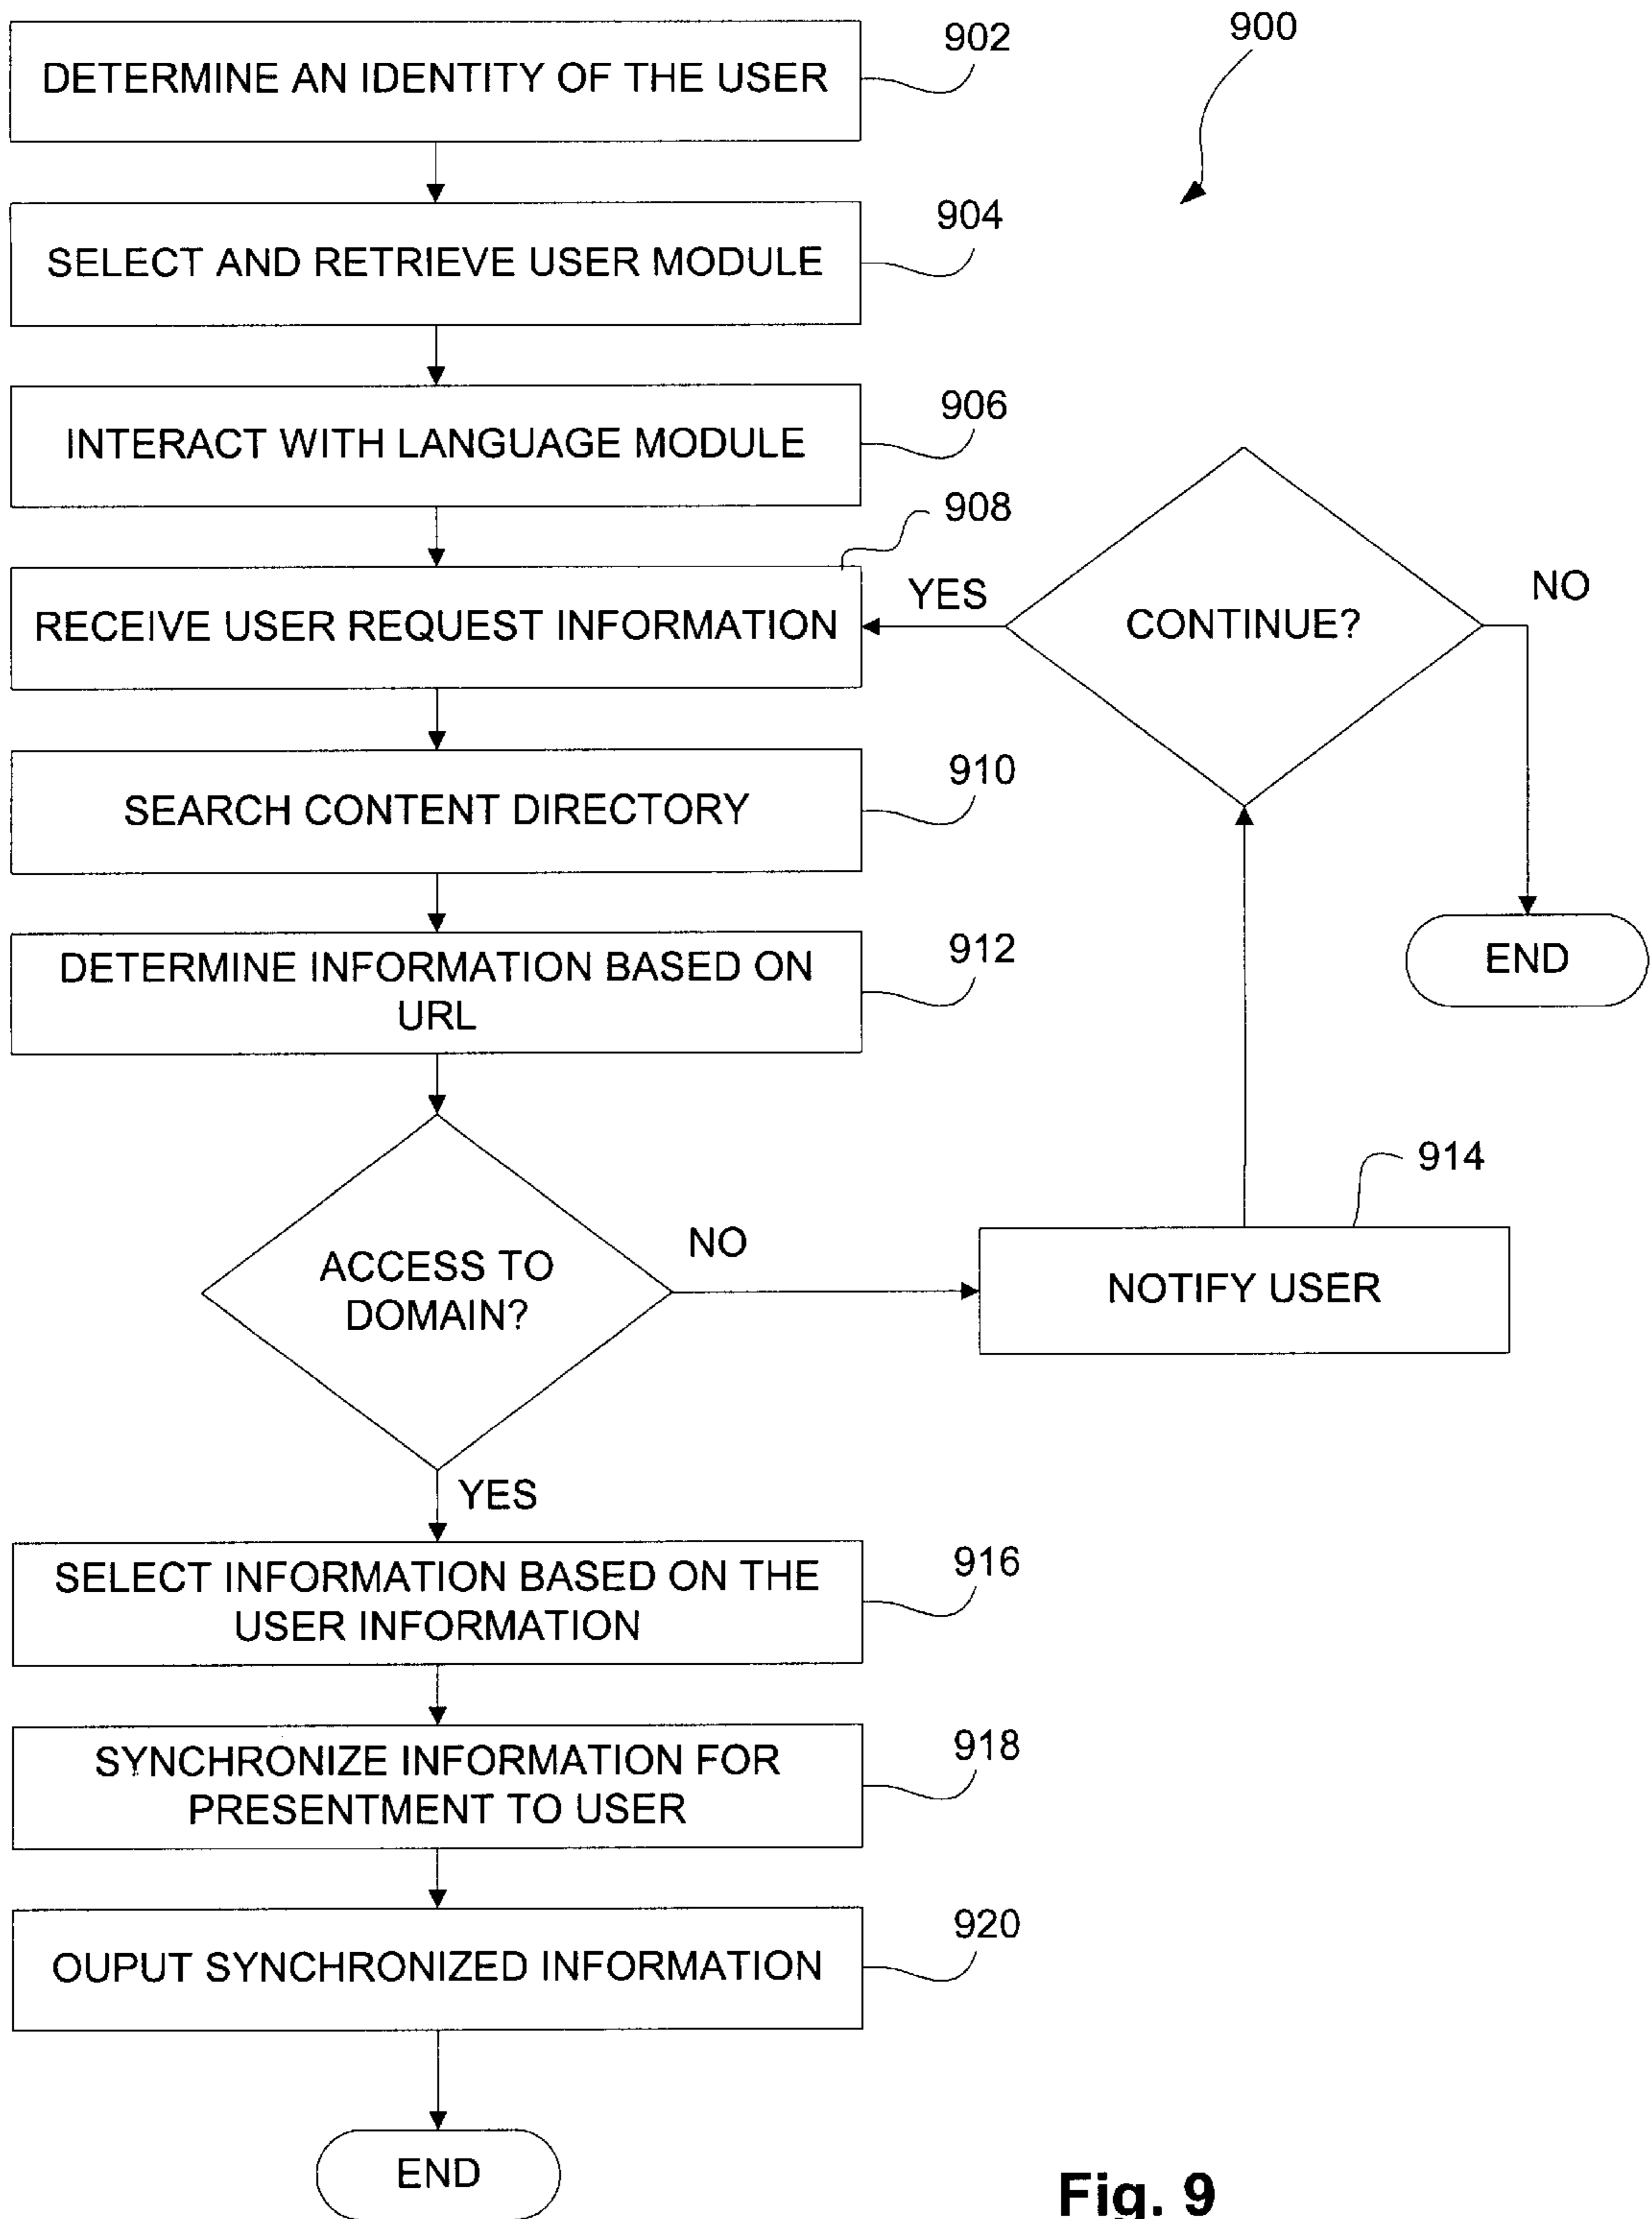 902
900
DETERMINE AN IDENTITY OF THE USER
904
SELECT AND RETRIEVE USER MODULE
906
INTERACT WITH LANGUAGE MODULE
908
RECEIVE USER REQUEST INFORMATION
YES
CONTINUE?
NO
910
SEARCH CONTENT DIRECTORY
912
DETERMINE INFORMATION BASED ON
URL
END
914
ACCESS TO
DOMAIN?
NO
NOTIFY USER
YES
916
SELECT INFORMATION BASED ON THE
USER INFORMATION
918
SYNCHRONIZE INFORMATION FOR
PRESENTMENT TO USER
920
OUPUT SYNCHRONIZED INFORMATION
END
Fig. 9